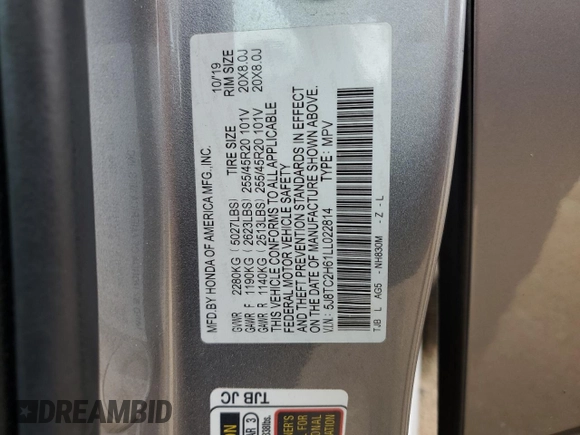 MFD.BY HONDA OF AMERICA MFG.,INC. 10/'19
TIRE SIZE RIM SIZE
GVWR 2280KG (5027LBS)
GAWR F 1190KG (2623LBS) 255/45R20 101V 20X8.0J
GAWR R 1140KG (2513LBS) 255/45R20 101V 20X8.0J
THIS VEHICLE CONFORMS TO ALL APPLICABLE
FEDERAL MOTOR VEHICLE SAFETY
AND THEFT PREVENTION STANDARDS IN EFFECT
ON THE DATE OF MANUFACTURE SHOWN ABOVE.
V.I.N.: 5J8TC2H61LL022814 TYPE: MPV
TJB L AG5 -NH830M -Z -L
TJB JC
AR 3
DREAMBID